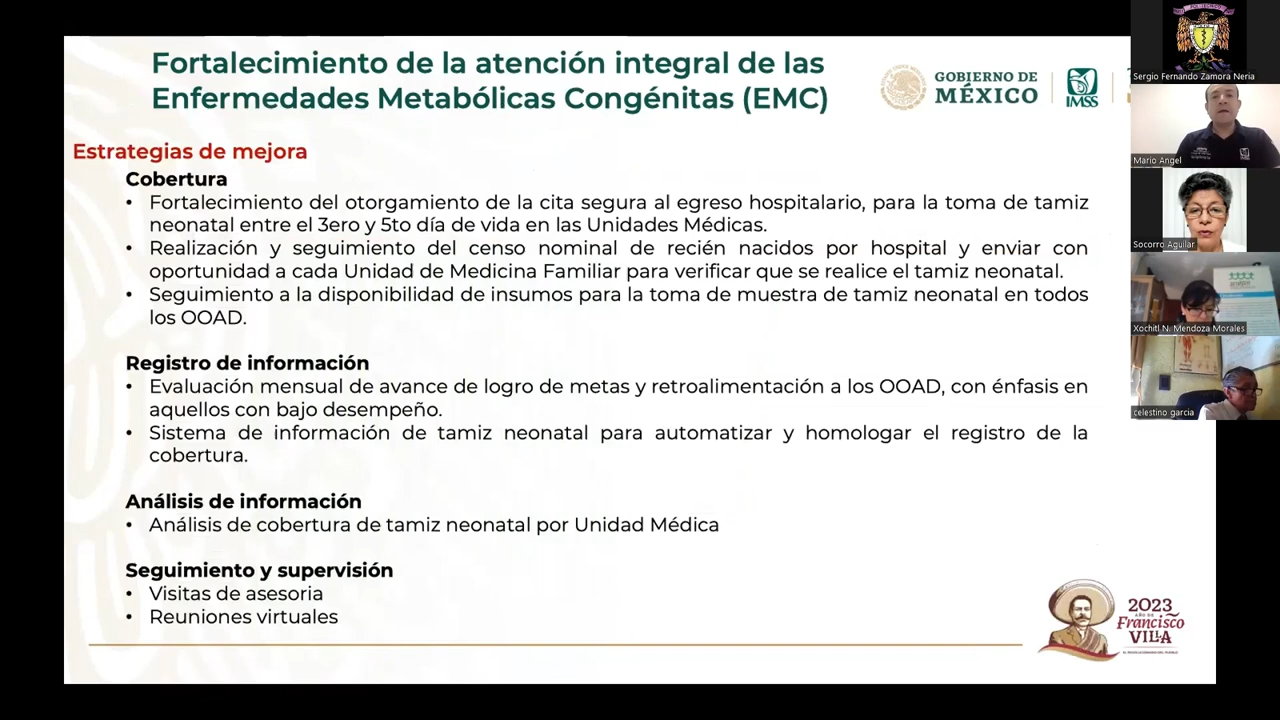 Fortalecimiento de la atención integral de las
Enfermedades Metabólicas Congénitas (EMC)
GOBIERNO DE
MÉXICO
IMSS
Estrategias de mejora
Cobertura
• Fortalecimiento del otorgamiento de la cita segura al egreso hospitalario, para la toma de tamiz
neonatal entre el 3ero y 5to día de vida en las Unidades Médicas.
• Realización y seguimiento del censo nominal de recién nacidos por hospital y enviar con
oportunidad a cada Unidad de Medicina Familiar para verificar que se realice el tamiz neonatal.
• Seguimiento a la disponibilidad de insumos para la toma de muestra de tamiz neonatal en todos
los OOAD.
Registro de información
• Evaluación mensual de avance de logro de metas y retroalimentación a los OOAD, con énfasis en
aquellos con bajo desempeño.
• Sistema de información de tamiz neonatal para automatizar y homologar el registro de la
cobertura.
Análisis de información
• Análisis de cobertura de tamiz neonatal por Unidad Médica
Seguimiento y supervisión
• Visitas de asesoria
• Reuniones virtuales
2023
AÑO DE
Francisco
VILLA
Sergio Fernando Zamora Neria
Mario Angel
Socorro Aguilar
Xochitl N. Mendoza Morales
celestino garcia